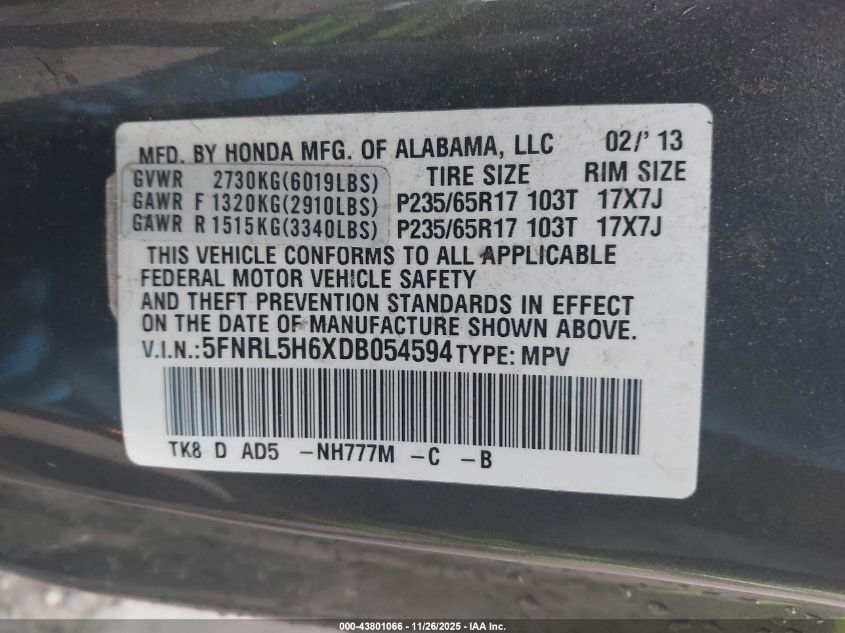 MFD. BY HONDA MFG. OF ALABAMA, LLC 02/'13
GVWR 2730KG(6019LBS) TIRE SIZE RIM SIZE
GAWR F 1320KG(2910LBS) P235/65R17 103T 17X7J
GAWR R 1515KG(3340LBS) P235/65R17 103T 17X7J
THIS VEHICLE CONFORMS TO ALL APPLICABLE
FEDERAL MOTOR VEHICLE SAFETY
AND THEFT PREVENTION STANDARDS IN EFFECT
ON THE DATE OF MANUFACTURE SHOWN ABOVE.
V.I.N.: 5FNRL5H6XDB054594 TYPE: MPV
TK8 D AD5 -NH777M -C -B
000-43801066 - 11/26/2025 - IAA Inc.